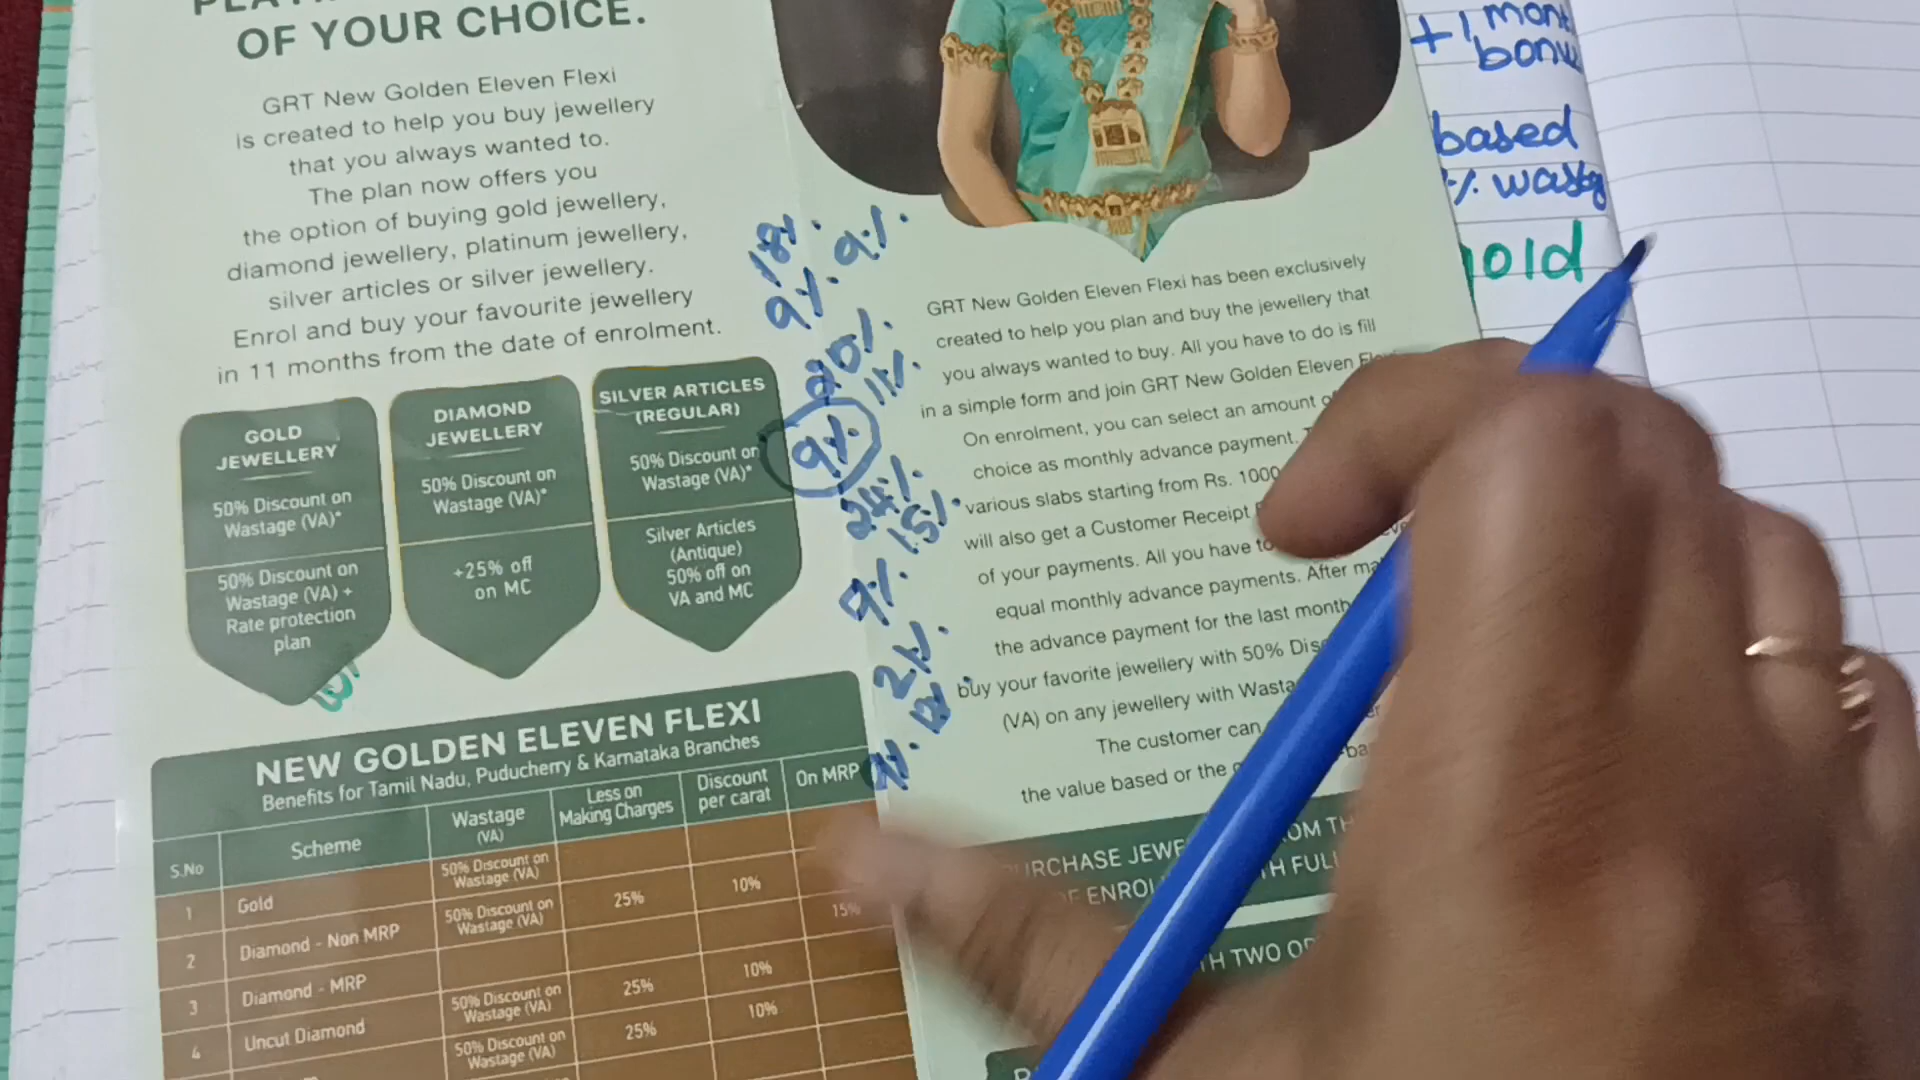 OF YOUR CHOICE.
GRT New Golden Eleven Flexi
is created to help you buy jewellery
that you always wanted to.
The plan now offers you
the option of buying gold jewellery,
diamond jewellery, platinum jewellery,
silver articles or silver jewellery.
Enrol and buy your favourite jewellery
in 11 months from the date of enrolment.
GOLD
JEWELLERY
50% Discount on
Wastage (VA)*
50% Discount on
Wastage (VA) +
Rate protection
plan
DIAMOND
JEWELLERY
50% Discount on
Wastage (VA)*
+25% off
on MC
SILVER ARTICLES
(REGULAR)
50% Discount on
Wastage (VA)*
Silver Articles
(Antique)
50% off on
VA and MC
18%.
9%. 9%.
20%.
11%.
9%.
24%.
15%.
9%.
21%.
12%.
9%.
NEW GOLDEN ELEVEN FLEXI
Benefits for Tamil Nadu, Puducherry & Karnataka Branches
S.No Scheme Wastage (VA) Less on Making Charges Discount per carat On MRP
1 Gold 50% Discount on Wastage (VA)
2 Diamond - Non MRP 50% Discount on Wastage (VA) 25% 10%
3 Diamond - MRP 15%
4 Uncut Diamond 50% Discount on Wastage (VA) 25% 10%
50% Discount on Wastage (VA) 25% 10%
GRT New Golden Eleven Flexi has been exclusively
created to help you plan and buy the jewellery that
you always wanted to buy. All you have to do is fill
in a simple form and join GRT New Golden Eleven
On enrolment, you can select an amount
choice as monthly advance payment.
various slabs starting from Rs. 1000
will also get a Customer Receipt
of your payments. All you have to
equal monthly advance payments. After
the advance payment for the last month
buy your favorite jewellery with 50%
(VA) on any jewellery with
The customer can
the value based or the
TWO
+1
based
%